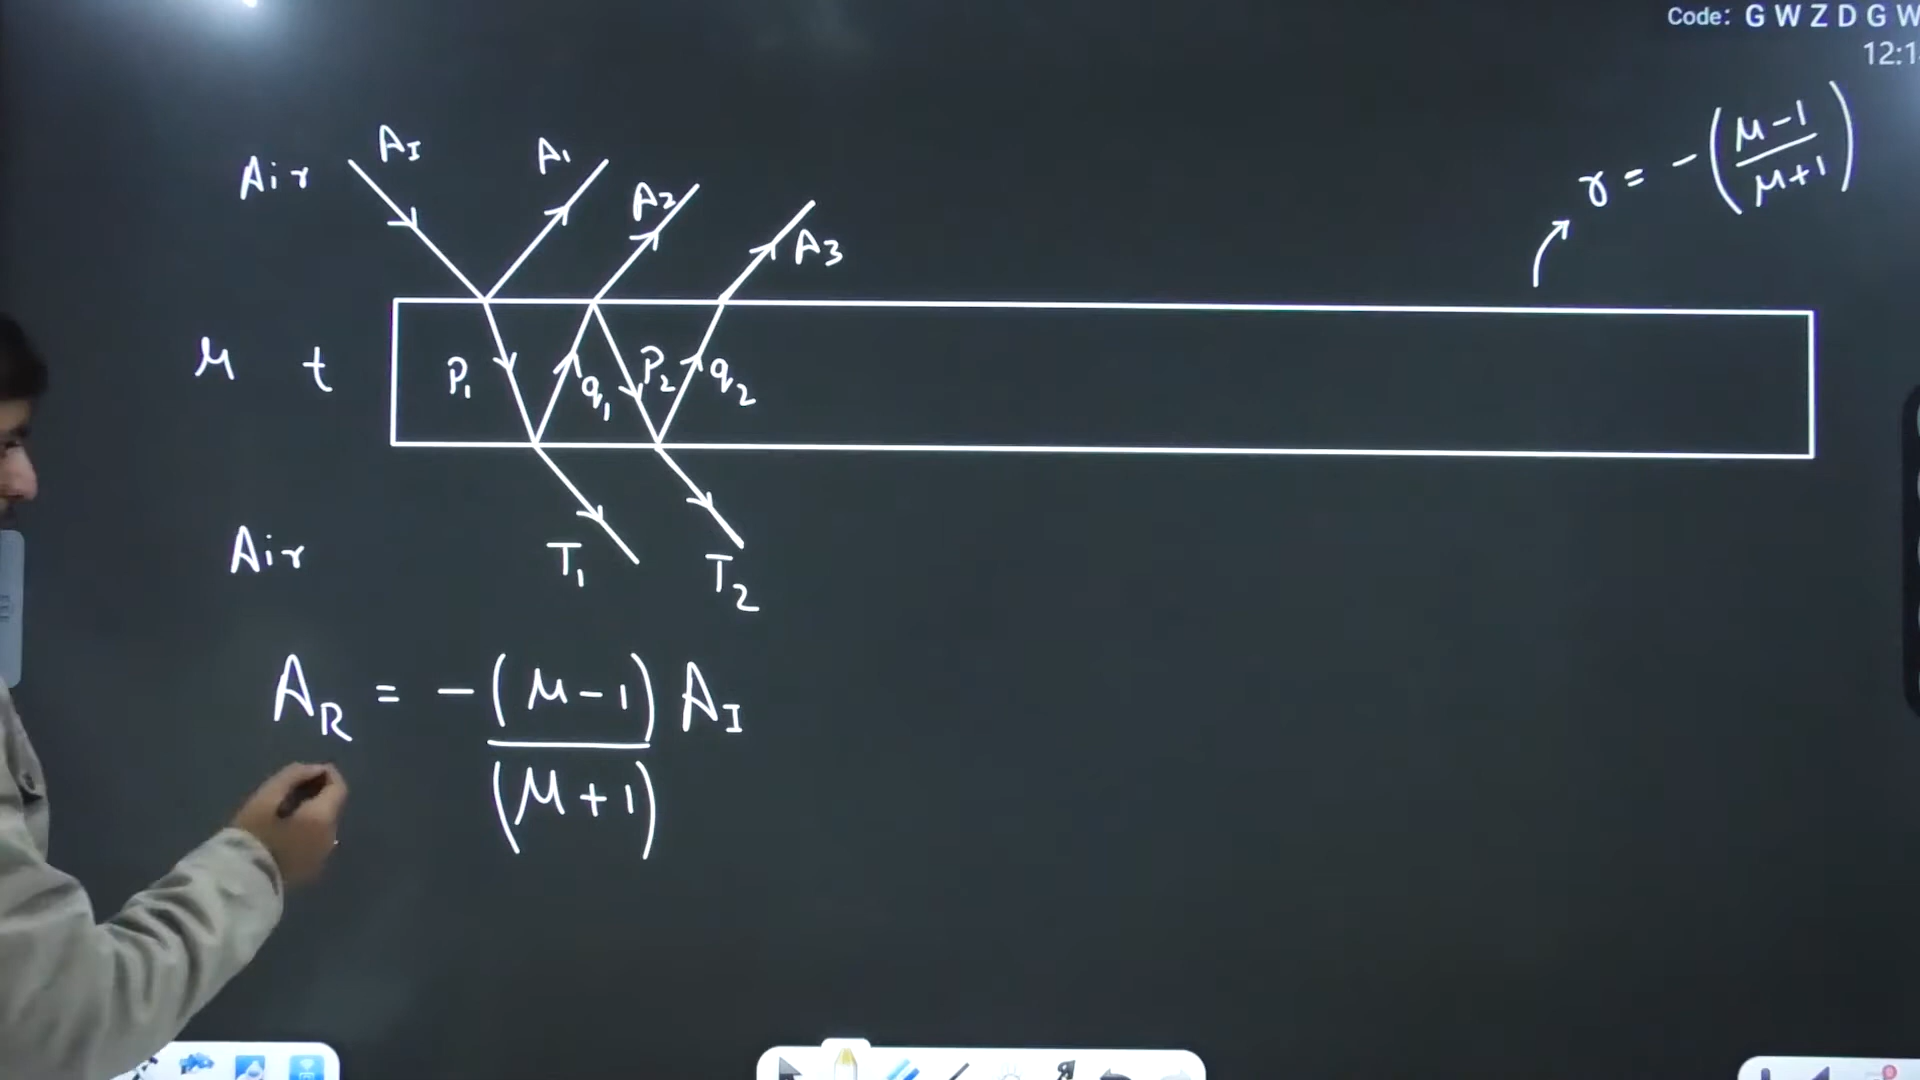 Code: G W Z D G W
12:1
r = -(μ-1/μ+1)
Air
A_I
A_1
A_2
A_3
μ t
P_1
q_1
P_2
q_2
Air
T_1
T_2
A_R = -(μ-1)/(μ+1) A_I